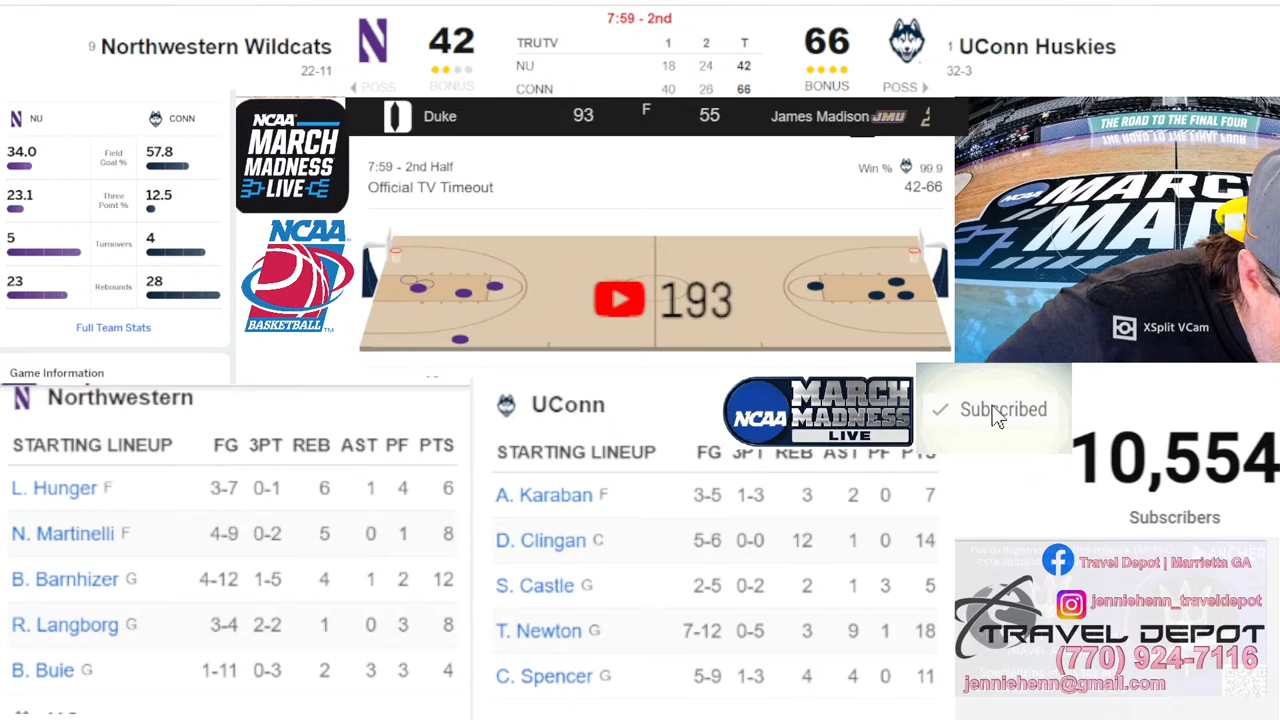 7:59 - 2nd
9 Northwestern Wildcats
22-11
N
42
BONUS
POSS
TRUTV 1 2 T
NU 18 24 42
CONN 40 26 66
66
BONUS
POSS
1 UConn Huskies
32-3
N NU CONN
34.0 Field Goal % 57.8
23.1 Three Point % 12.5
5 Turnovers 4
23 Rebounds 28
Full Team Stats
Game Information
NCAA
MARCH
MADNESS
LIVE
NCAA
BASKETBALL™
Duke 93 F 55 James Madison JMU
7:59 - 2nd Half
Official TV Timeout
Win % 99.9
42-66
193
THE ROAD TO THE FINAL FOUR
NCAA MARCH
MAD
XSplit VCam
N Northwestern
STARTING LINEUP FG 3PT REB AST PF PTS
L. Hunger F 3-7 0-1 6 1 4 6
N. Martinelli F 4-9 0-2 5 0 1 8
B. Barnhizer G 4-12 1-5 4 1 2 12
R. Langborg G 3-4 2-2 1 0 3 8
B. Buie G 1-11 0-3 2 3 3 4
UConn
STARTING LINEUP FG 3PT REB AST PF PTS
A. Karaban F 3-5 1-3 3 2 0 7
D. Clingan C 5-6 0-0 12 1 0 14
S. Castle G 2-5 0-2 2 1 3 5
T. Newton G 7-12 0-5 3 9 1 18
C. Spencer G 5-9 1-3 4 4 0 11
NCAA MARCH
MADNESS
LIVE
Subscribed
10,554
Subscribers
Travel Depot | Marrietta GA
jenniehenn_traveldepot
TRAVEL DEPOT
(770) 924-7116
jenniehenn@gmail.com